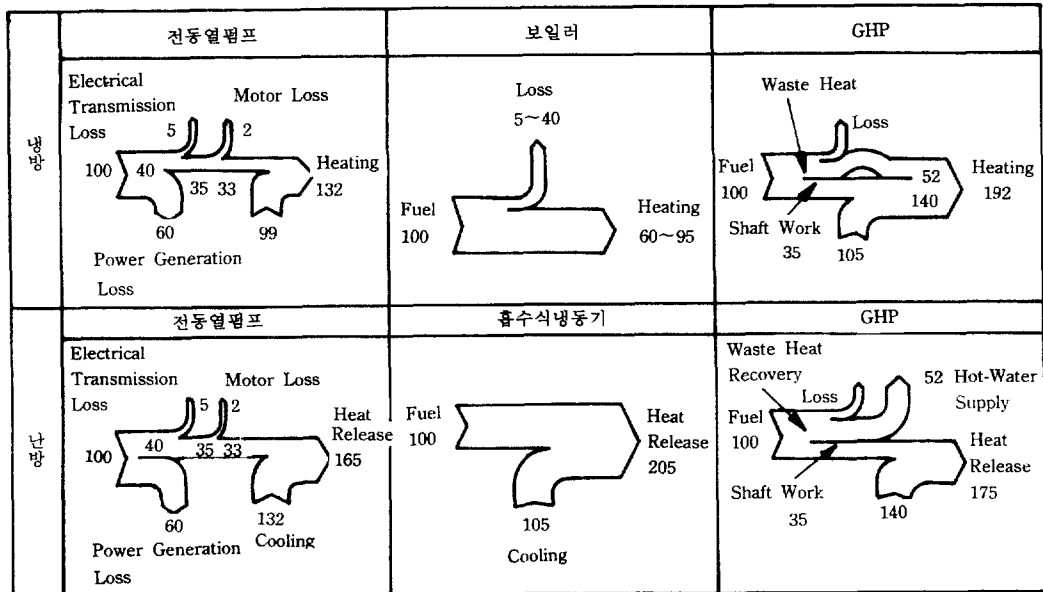 전동열펌프
보일러
GHP
냉방
Electrical
Transmission
Loss
Motor Loss
5
2
100
40
35
33
Heating
132
60
99
Power Generation
Loss
Loss
5~40
Fuel
100
Heating
60~95
Waste Heat
Loss
Fuel
100
52
140
Heating
192
Shaft Work
35
105
전동열펌프
흡수식냉동기
GHP
난방
Electrical
Transmission
Loss
Motor Loss
5
2
100
40
35
33
Heat
Release
165
60
132
Cooling
Power Generation
Loss
Fuel
100
Heat
Release
205
105
Cooling
Waste Heat
Recovery
Loss
52 Hot-Water
Supply
Fuel
100
Heat
Release
175
Shaft Work
35
140